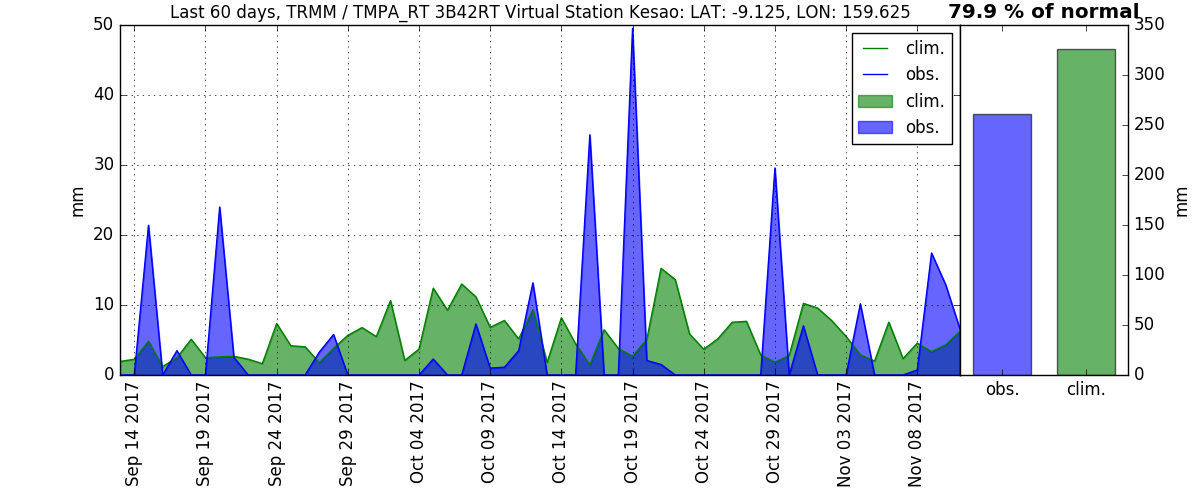 Last 60 days, TRMM / TMPA_RT 3B42RT Virtual Station Kesao: LAT: -9.125, LON: 159.625
79.9 % of normal
50
40
30
20
10
0
mm
clim.
obs.
clim.
obs.
350
300
250
200
150
100
50
0
mm
obs.
clim.
Sep 14 2017
Sep 19 2017
Sep 24 2017
Sep 29 2017
Oct 04 2017
Oct 09 2017
Oct 14 2017
Oct 19 2017
Oct 24 2017
Oct 29 2017
Nov 03 2017
Nov 08 2017